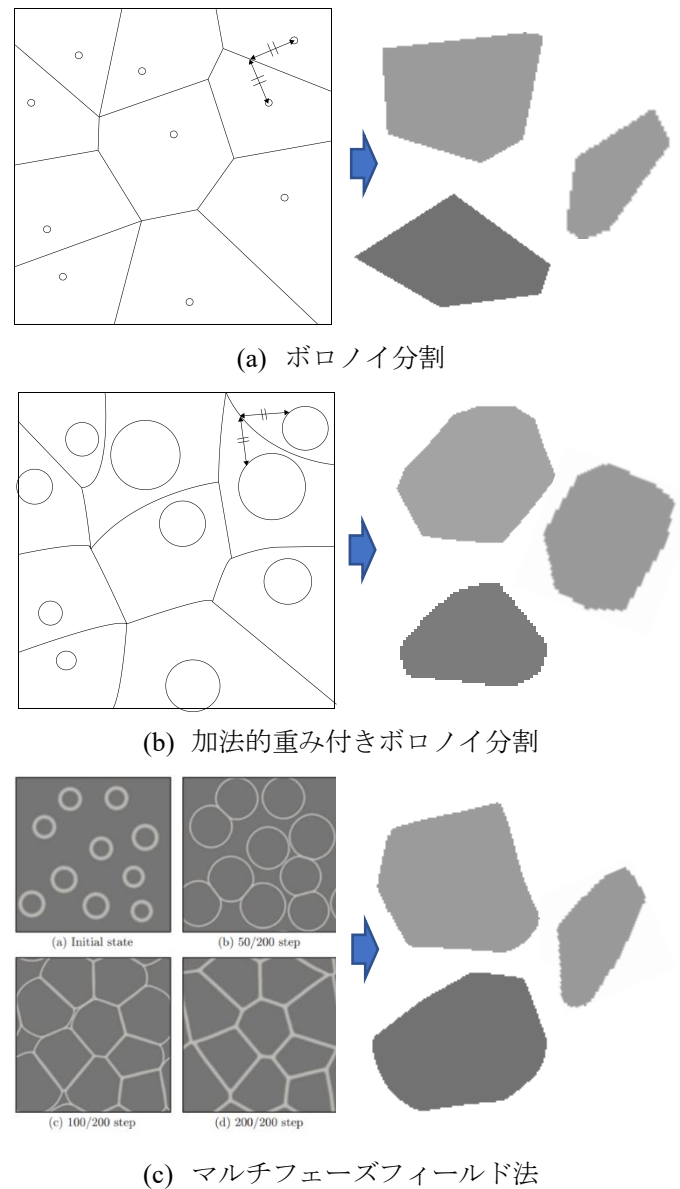 (a) ボロノイ分割
(b) 加法的重み付きボロノイ分割
(a) Initial state
(b) 50/200 step
(c) 100/200 step
(d) 200/200 step
(c) マルチフェーズフィールド法